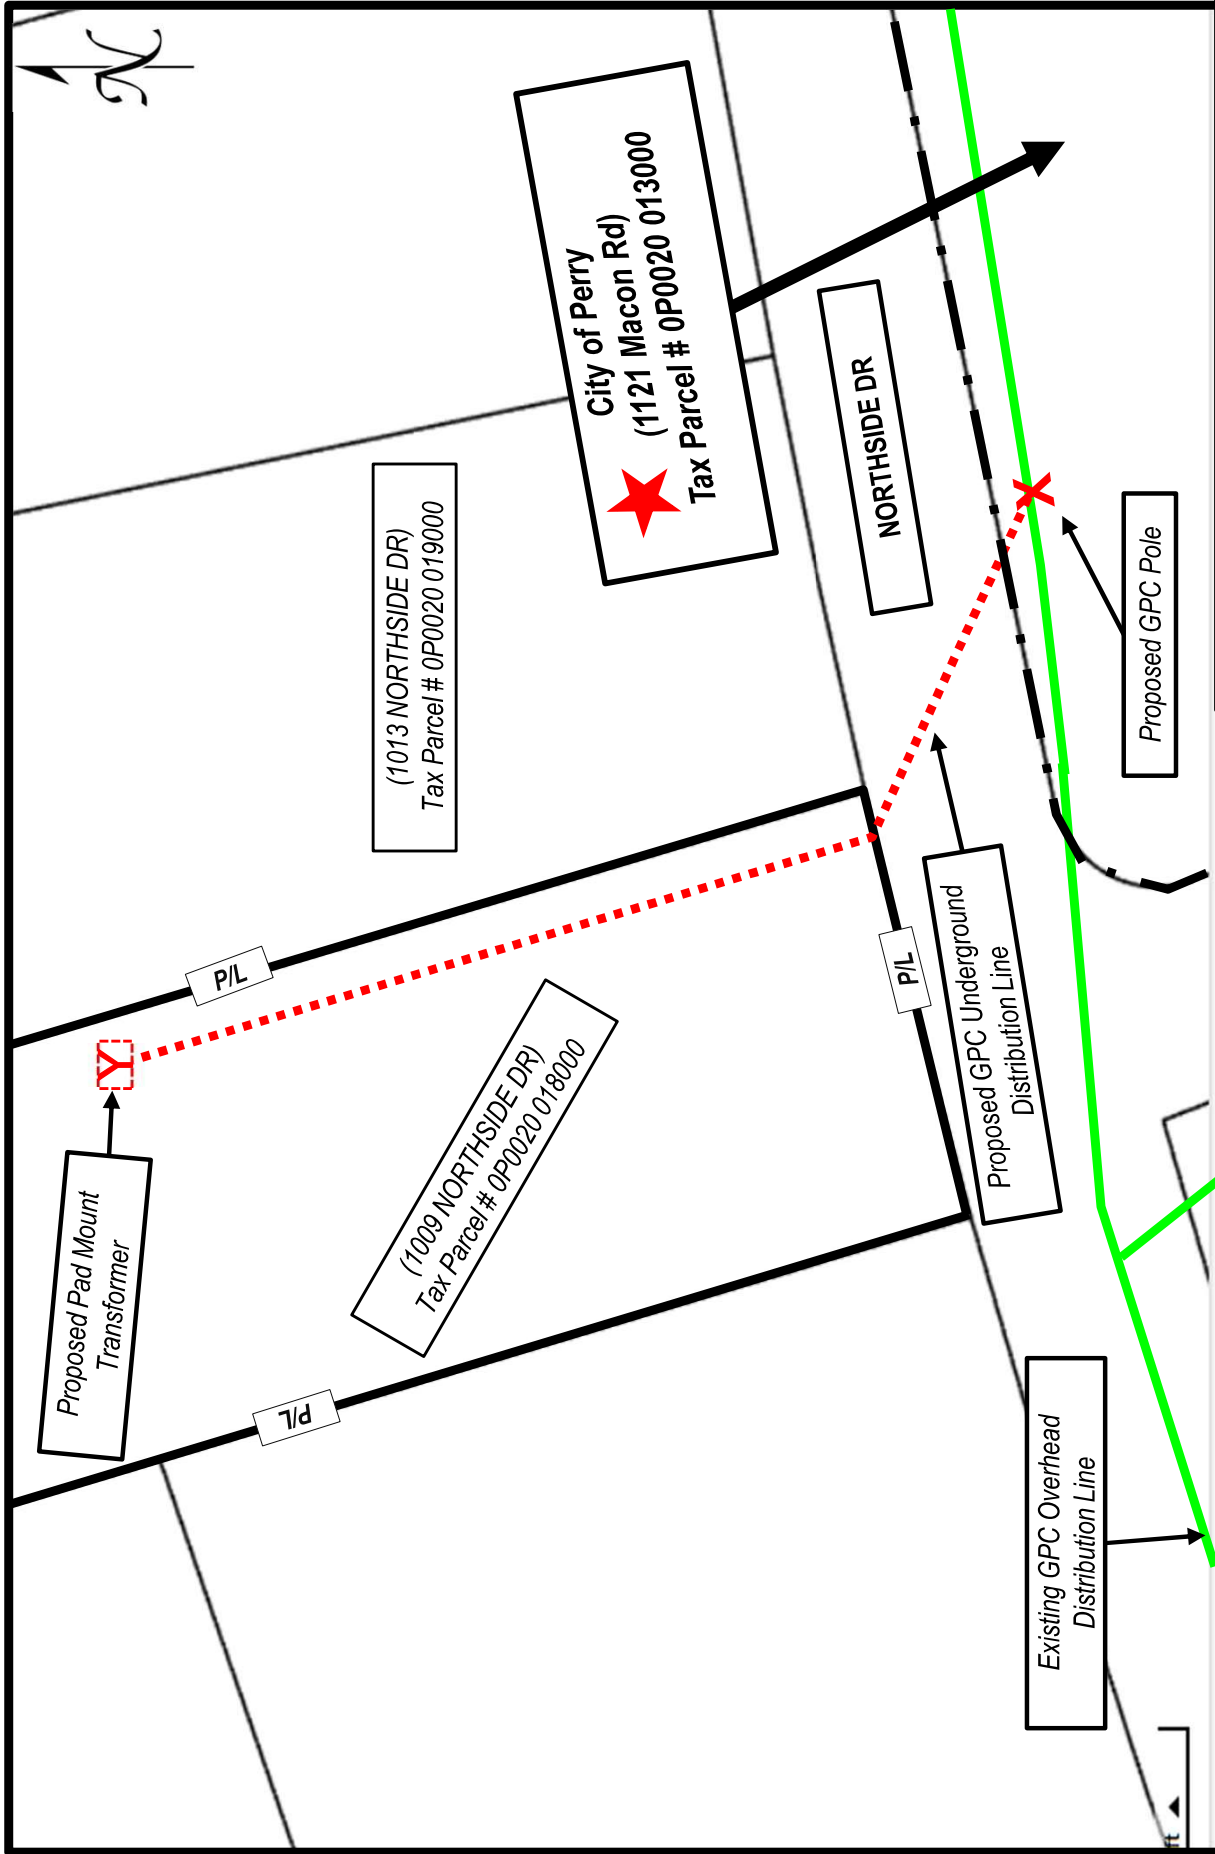 N
City of Perry
(1121 Macon Rd)
Tax Parcel # 0P0020 013000
(1013 NORTHSIDE DR)
Tax Parcel # 0P0020 019000
NORTHSIDE DR
X
Proposed GPC Pole
P/L
Y
Proposed Pad Mount
Transformer
(1009 NORTHSIDE DR)
Tax Parcel # 0P0020 018000
P/L
Proposed GPC Underground
Distribution Line
P/L
Existing GPC Overhead
Distribution Line
ft